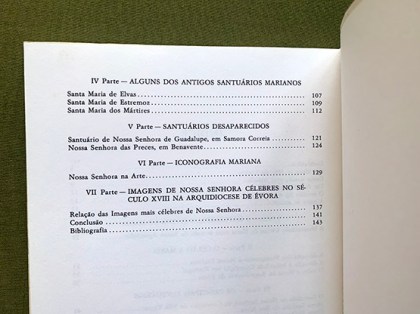 IV Parte — ALGUNS DOS ANTIGOS SANTUÁRIOS MARIANOS
Santa Maria de Elvas 107
Santa Maria de Estremoz 109
Santa Maria dos Mártires 112
V Parte — SANTUÁRIOS DESAPARECIDOS
Santuário de Nossa Senhora de Guadalupe, em Samora Correia 121
Nossa Senhora das Preces, em Benavente 124
VI Parte — ICONOGRAFIA MARIANA
Nossa Senhora na Arte 129
VII Parte — IMAGENS DE NOSSA SENHORA CÉLEBRES NO SÉ-
CULO XVIII NA ARQUIDIOCESE DE ÉVORA
Relação das Imagens mais célebres de Nossa Senhora 137
Conclusão 141
Bibliografia 143